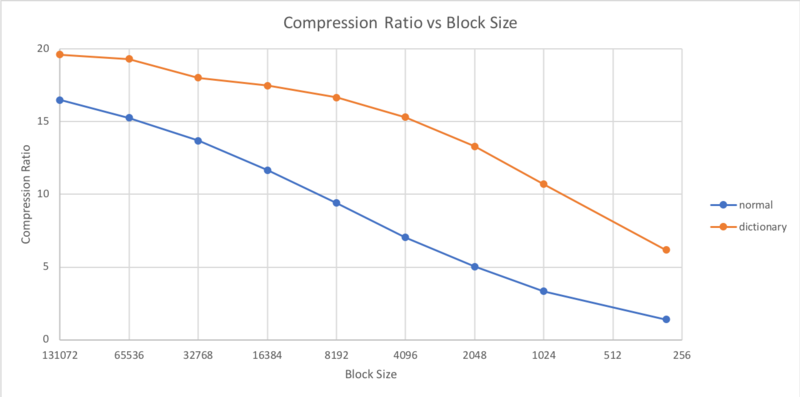 Compression Ratio vs Block Size
20
15
10
5
0
Compression Ratio
131072 65536 32768 16384 8192 4096 2048 1024 512 256
Block Size
normal
dictionary